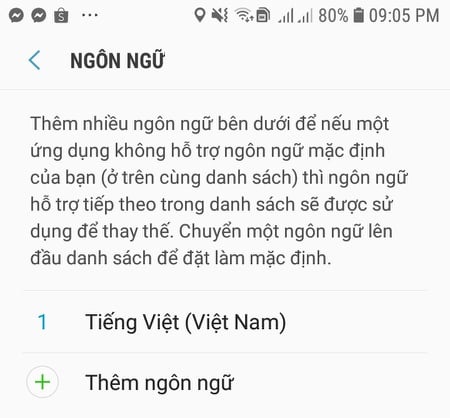 80% 09:05 PM
NGÔN NGỮ
Thêm nhiều ngôn ngữ bên dưới để nếu một
ứng dụng không hỗ trợ ngôn ngữ mặc định
của bạn (ở trên cùng danh sách) thì ngôn ngữ
hỗ trợ tiếp theo trong danh sách sẽ được sử
dụng để thay thế. Chuyển một ngôn ngữ lên
đầu danh sách để đặt làm mặc định.
1 Tiếng Việt (Việt Nam)
Thêm ngôn ngữ